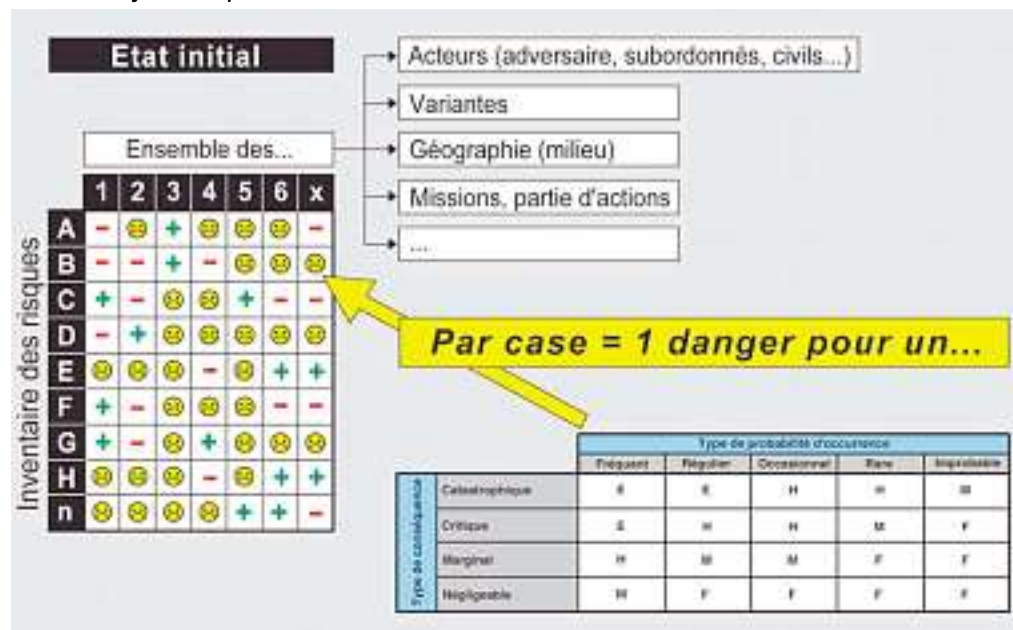 Etat initial
Acteurs (adversaire, subordonnés, civils...)
Variantes
Ensemble des...
Géographie (milieu)
Missions, partie d'actions
...
1 2 3 4 5 6 x
Inventaire des risques
A - + -
B - - + -
C + - + - -
D - +
E - + +
F + - - -
G + - +
H - + +
n + + -
Par case = 1 danger pour un...
Type de probabilité d'occurrence
Fréquent Régulier Occasionnel Rare Improbable
Type de conséquence
Catastrophique E E H H M
Critique E H H M F
Marginal H M M F F
Négligeable M F F F F